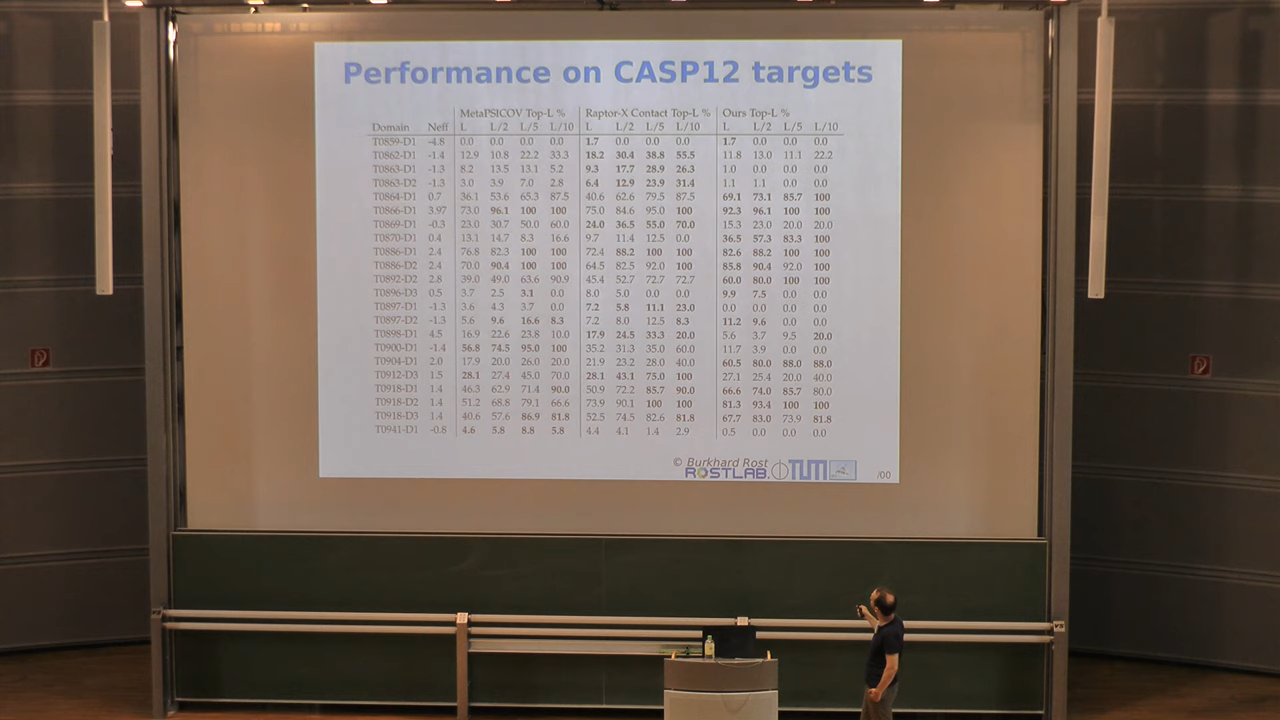 Performance on CASP12 targets
MetaPSICOV Top-L % Raptor-X Contact Top-L % Ours Top-L %
Domain Neff L L/2 L/5 L/10 L L/2 L/5 L/10 L L/2 L/5 L/10
T0859-D1 -4.8 0.0 0.0 0.0 0.0 1.7 0.0 0.0 0.0 1.7 0.0 0.0 0.0
T0862-D1 -1.4 12.9 10.8 22.2 33.3 18.2 30.4 38.8 55.5 11.8 13.0 11.1 22.2
T0863-D1 -1.3 8.2 13.5 13.1 5.2 9.3 17.7 28.9 26.3 1.0 0.0 0.0 0.0
T0863-D2 -1.3 3.0 3.9 7.0 2.8 6.4 12.9 23.9 31.4 1.1 1.1 0.0 0.0
T0864-D1 0.7 36.1 53.6 65.3 87.5 40.6 62.6 79.5 87.5 69.1 73.1 85.7 100
T0866-D1 3.97 73.0 96.1 100 100 75.0 84.6 95.0 100 92.3 96.1 100 100
T0869-D1 -0.3 23.0 30.7 50.0 60.0 24.0 36.5 55.0 70.0 15.3 23.0 20.0 20.0
T0870-D1 0.4 13.1 14.7 8.3 16.6 9.7 11.4 12.5 0.0 36.5 57.3 83.3 100
T0886-D1 2.4 76.8 82.3 100 100 72.4 88.2 100 100 82.6 88.2 100 100
T0886-D2 2.4 70.0 90.4 100 100 64.5 82.5 92.0 100 85.8 90.4 92.0 100
T0892-D2 2.8 39.0 49.0 63.6 90.9 45.4 52.7 72.7 72.7 60.0 80.0 100 100
T0896-D3 0.5 3.7 2.5 3.1 0.0 8.0 5.0 0.0 0.0 9.9 7.5 0.0 0.0
T0897-D1 -1.3 3.6 4.3 3.7 0.0 7.2 5.8 11.1 23.0 0.0 0.0 0.0 0.0
T0897-D2 -1.3 5.6 9.6 16.6 8.3 7.2 8.0 12.5 8.3 11.2 9.6 0.0 0.0
T0898-D1 4.5 16.9 22.6 23.8 10.0 17.9 24.5 33.3 20.0 5.6 3.7 9.5 20.0
T0900-D1 -1.4 56.8 74.5 95.0 100 35.2 31.3 35.0 60.0 11.7 3.9 0.0 0.0
T0904-D1 2.0 17.9 20.0 26.0 20.0 21.9 23.2 28.0 40.0 60.5 80.0 88.0 88.0
T0912-D3 1.5 28.1 27.4 45.0 70.0 28.1 43.1 75.0 100 27.1 25.4 20.0 40.0
T0918-D1 1.4 46.3 62.9 71.4 90.0 50.9 72.2 85.7 90.0 66.6 74.0 85.7 80.0
T0918-D2 1.4 51.2 68.8 79.1 66.6 73.9 90.1 100 100 81.3 93.4 100 100
T0918-D3 1.4 40.6 57.6 86.9 81.8 52.5 74.5 82.6 81.8 67.7 83.0 73.9 81.8
T0941-D1 -0.8 4.6 5.8 8.8 5.8 4.4 4.1 1.4 2.9 0.5 0.0 0.0 0.0
© Burkhard Rost
ROSTLAB. TUM
/00